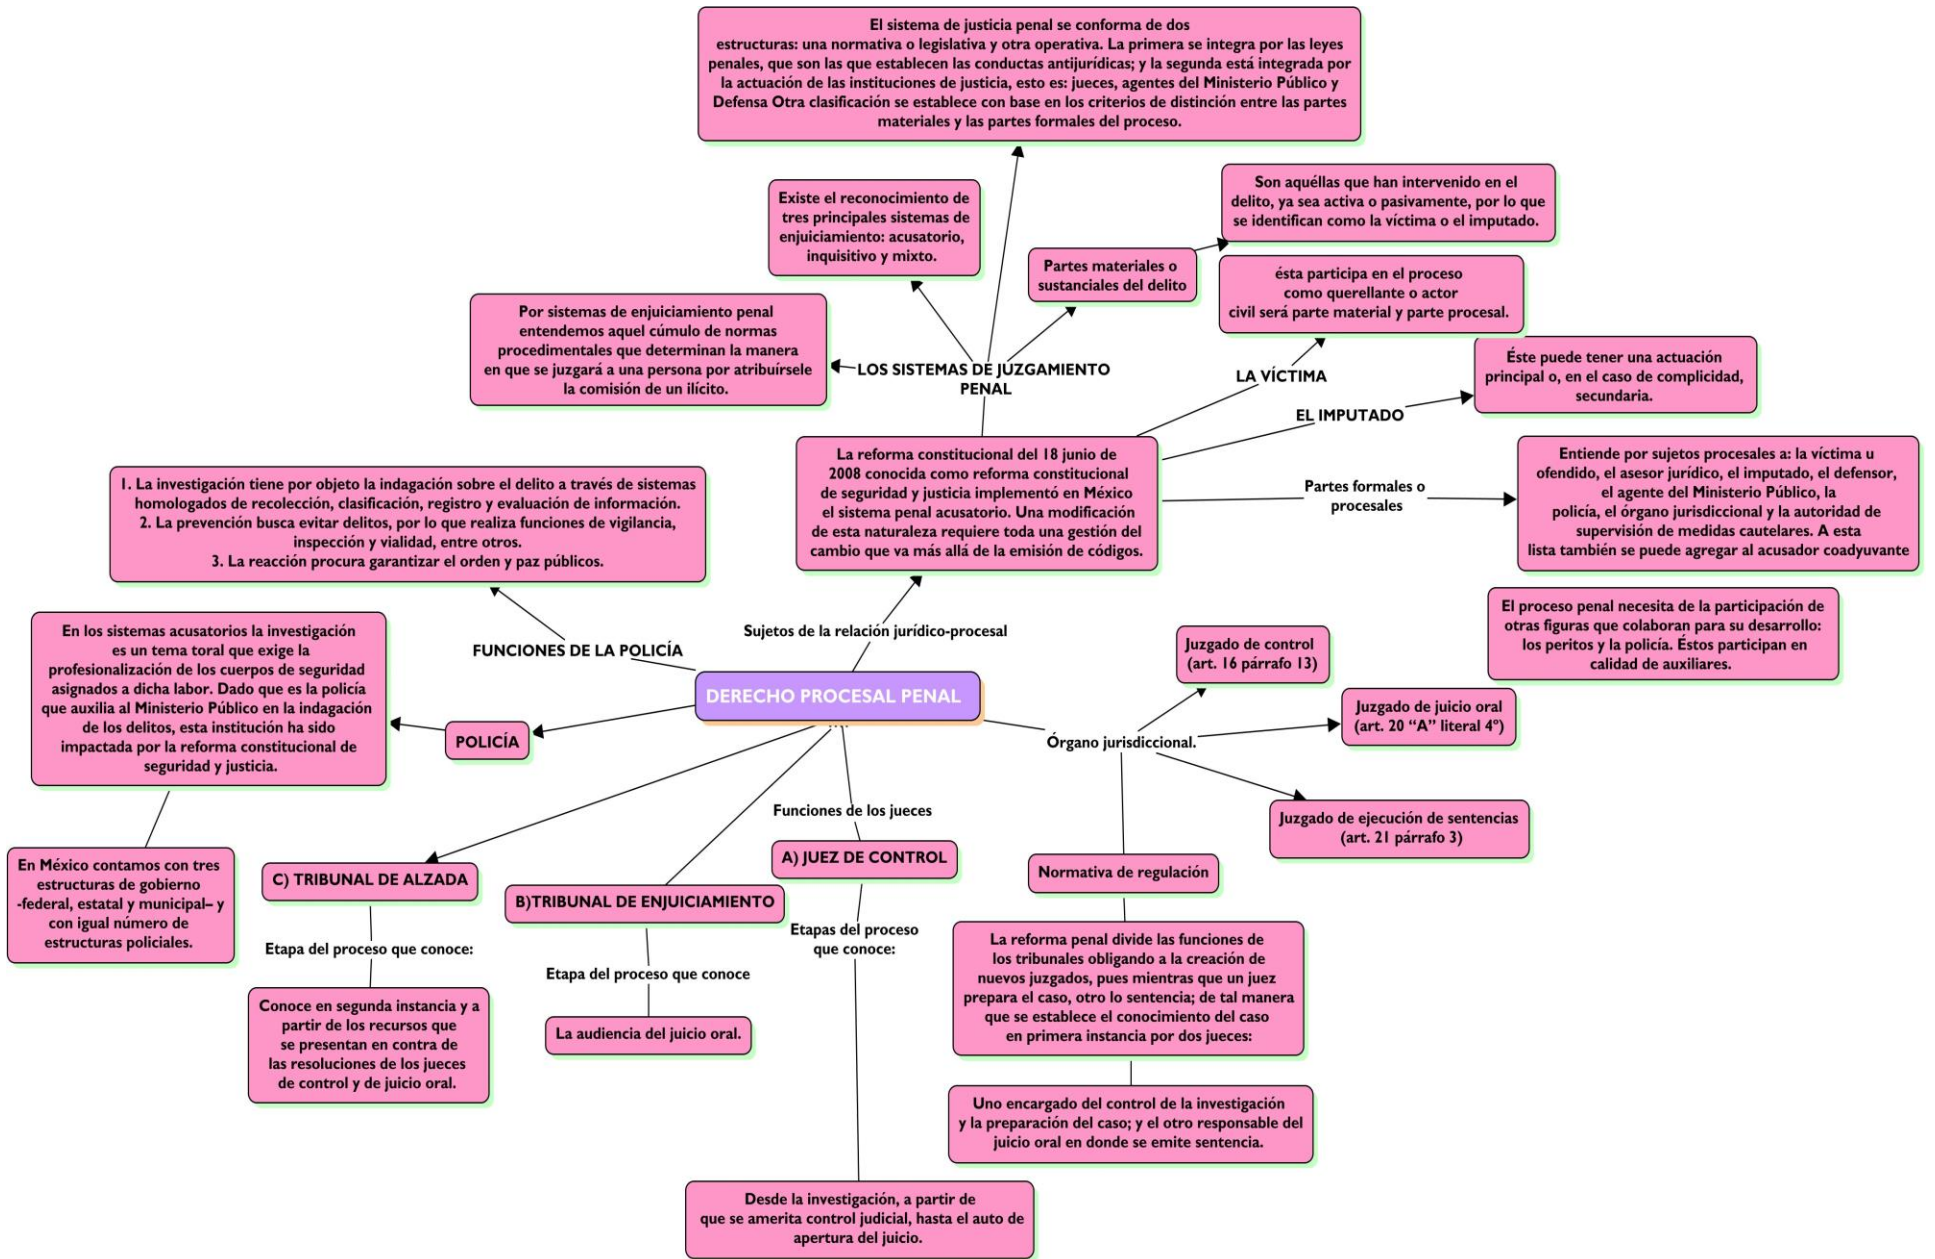 El sistema de justicia penal se conforma de dos
estructuras: una normativa o legislativa y otra operativa. La primera se integra por las leyes
penales, que son las que establecen las conductas antijurídicas; y la segunda está integrada por
la actuación de las instituciones de justicia, esto es: jueces, agentes del Ministerio Público y
Defensa Otra clasificación se establece con base en los criterios de distinción entre las partes
materiales y las partes formales del proceso.
Existe el reconocimiento de
tres principales sistemas de
enjuiciamiento: acusatorio,
inquisitivo y mixto.
Son aquéllas que han intervenido en el
delito, ya sea activa o pasivamente, por lo que
se identifican como la víctima o el imputado.
Partes materiales o
sustanciales del delito
ésta participa en el proceso
como querellante o actor
civil será parte material y parte procesal.
Por sistemas de enjuiciamiento penal
entendemos aquel cúmulo de normas
procedimentales que determinan la manera
en que se juzgará a una persona por atribuírsele
la comisión de un ilícito.
LOS SISTEMAS DE JUZGAMIENTO
PENAL
LA VÍCTIMA
Éste puede tener una actuación
principal o, en el caso de complicidad,
secundaria.
EL IMPUTADO
La reforma constitucional del 18 junio de
2008 conocida como reforma constitucional
de seguridad y justicia implementó en México
el sistema penal acusatorio. Una modificación
de esta naturaleza requiere toda una gestión del
cambio que va más allá de la emisión de códigos.
Partes formales o
procesales
Entiende por sujetos procesales a: la víctima u
ofendido, el asesor jurídico, el imputado, el defensor,
el agente del Ministerio Público, la
policía, el órgano jurisdiccional y la autoridad de
supervisión de medidas cautelares. A esta
lista también se puede agregar al acusador coadyuvante
1. La investigación tiene por objeto la indagación sobre el delito a través de sistemas
homologados de recolección, clasificación, registro y evaluación de información.
2. La prevención busca evitar delitos, por lo que realiza funciones de vigilancia,
inspección y vialidad, entre otros.
3. La reacción procura garantizar el orden y paz públicos.
El proceso penal necesita de la participación de
otras figuras que colaboran para su desarrollo:
los peritos y la policía. Éstos participan en
calidad de auxiliares.
Sujetos de la relación jurídico-procesal
FUNCIONES DE LA POLICÍA
En los sistemas acusatorios la investigación
es un tema toral que exige la
profesionalización de los cuerpos de seguridad
asignados a dicha labor. Dado que es la policía
que auxilia al Ministerio Público en la indagación
de los delitos, esta institución ha sido
impactada por la reforma constitucional de
seguridad y justicia.
Juzgado de control
(art. 16 párrafo 13)
DERECHO PROCESAL PENAL
Juzgado de juicio oral
(art. 20 “A” literal 4º)
POLICÍA
Órgano jurisdiccional.
Juzgado de ejecución de sentencias
(art. 21 párrafo 3)
Funciones de los jueces
En México contamos con tres
estructuras de gobierno
-federal, estatal y municipal– y
con igual número de
estructuras policiales.
C) TRIBUNAL DE ALZADA
B)TRIBUNAL DE ENJUICIAMIENTO
A) JUEZ DE CONTROL
Normativa de regulación
Etapa del proceso que conoce:
Etapa del proceso que conoce
Etapas del proceso
que conoce:
La reforma penal divide las funciones de
los tribunales obligando a la creación de
nuevos juzgados, pues mientras que un juez
prepara el caso, otro lo sentencia; de tal manera
que se establece el conocimiento del caso
en primera instancia por dos jueces:
Conoce en segunda instancia y a
partir de los recursos que
se presentan en contra de
las resoluciones de los jueces
de control y de juicio oral.
La audiencia del juicio oral.
Uno encargado del control de la investigación
y la preparación del caso; y el otro responsable del
juicio oral en donde se emite sentencia.
Desde la investigación, a partir de
que se amerita control judicial, hasta el auto de
apertura del juicio.